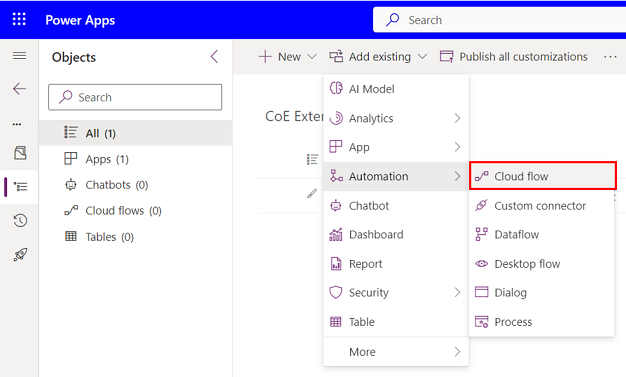 Power Apps
Search
Objects
New
Add existing
Publish all customizations
...
Search
All (1)
Apps (1)
Chatbots (0)
Cloud flows (0)
Tables (0)
CoE Exter
AI Model
Analytics
App
Automation
Chatbot
Dashboard
Report
Security
Table
More
Cloud flow
Custom connector
Dataflow
Desktop flow
Dialog
Process